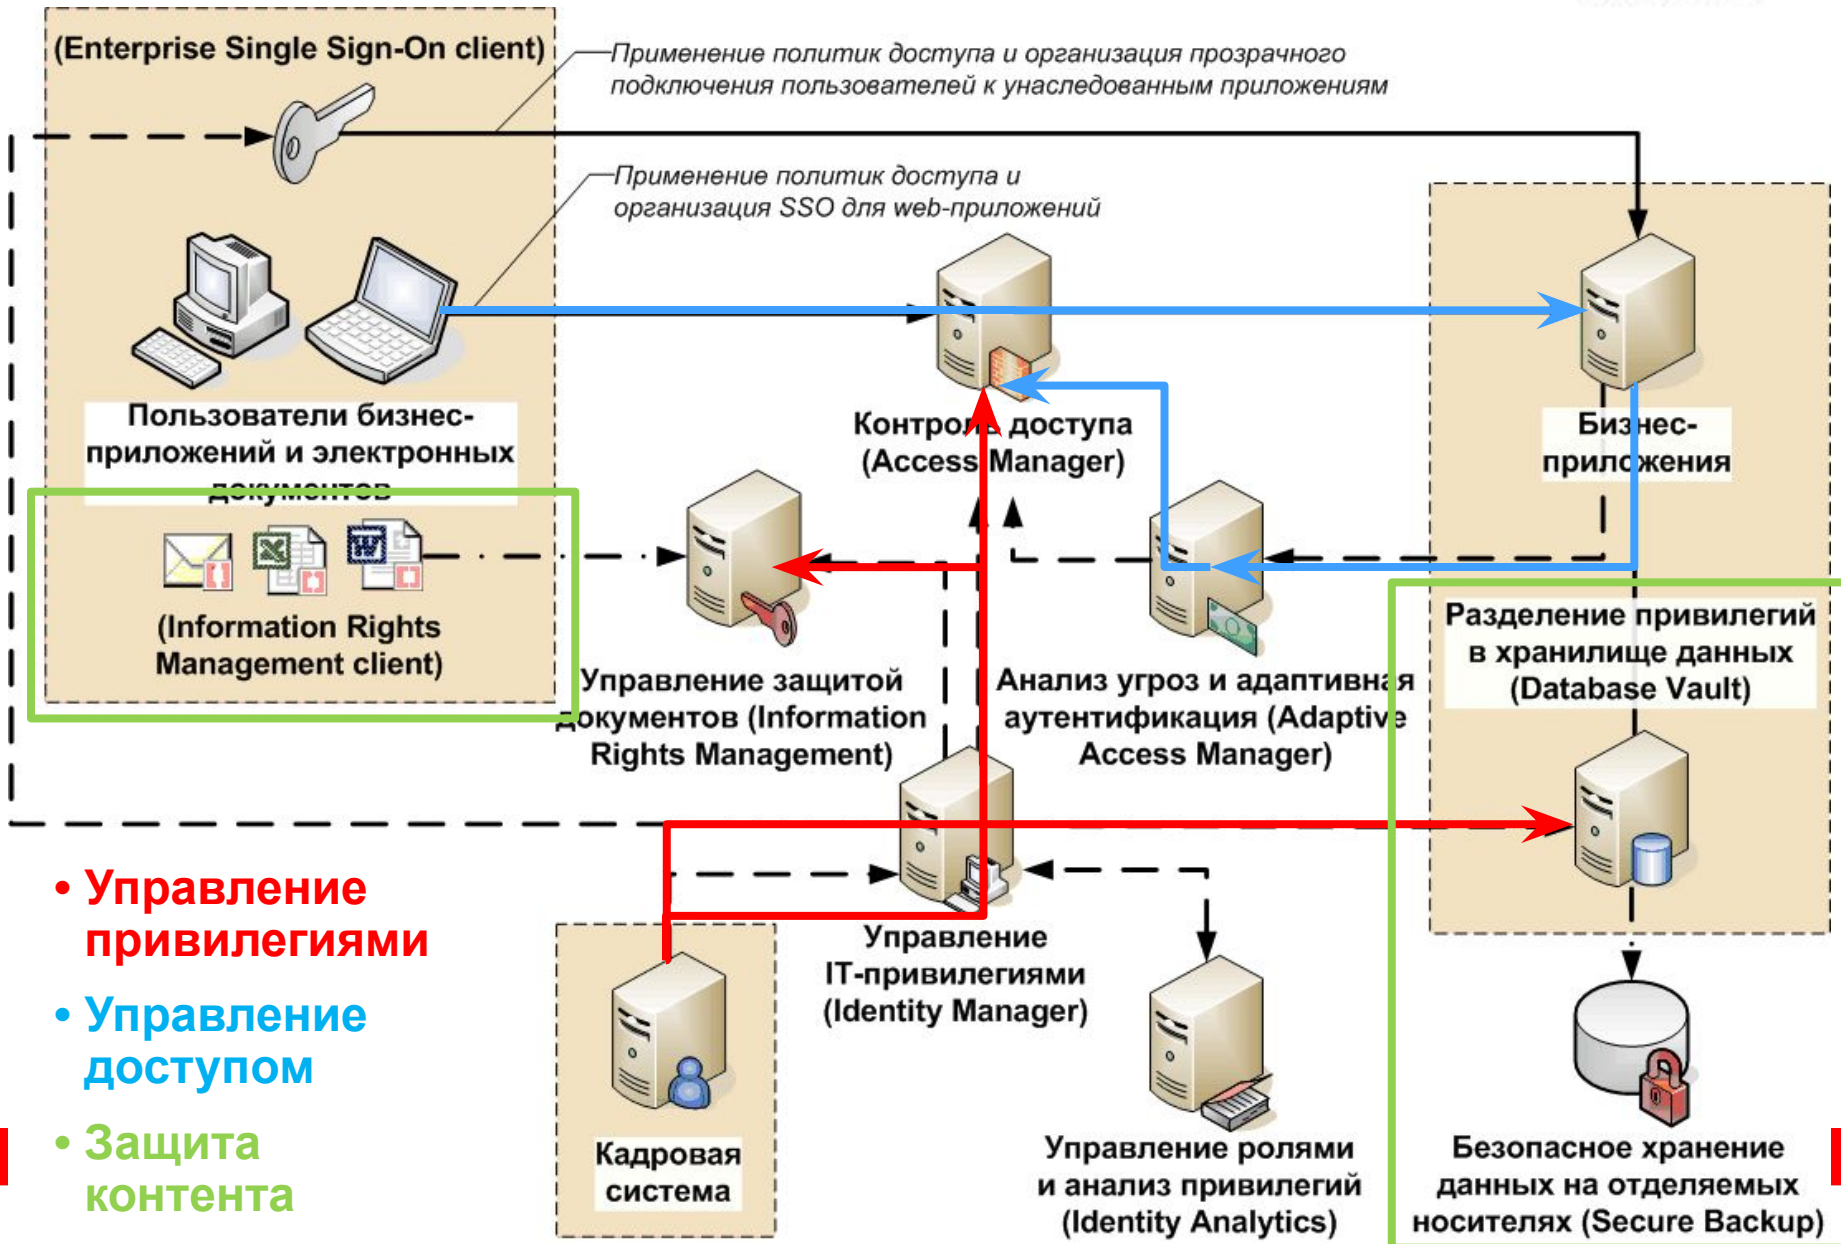 (Enterprise Single Sign-On client)
Применение политик доступа и организация прозрачного
подключения пользователей к унаследованным приложениям
Применение политик доступа и
организация SSO для web-приложений
Пользователи бизнес-
приложений и электронных
документов
(Information Rights
Management client)
Контроль доступа
(Access Manager)
Бизнес-
приложения
Управление защитой
документов (Information
Rights Management)
Анализ угроз и адаптивная
аутентификация (Adaptive
Access Manager)
Разделение привилегий
в хранилище данных
(Database Vault)
• Управление
привилегиями
• Управление
доступом
• Защита
контента
Управление
IT-привилегиями
(Identity Manager)
Кадровая
система
Управление ролями
и анализ привилегий
(Identity Analytics)
Безопасное хранение
данных на отделяемых
носителях (Secure Backup)